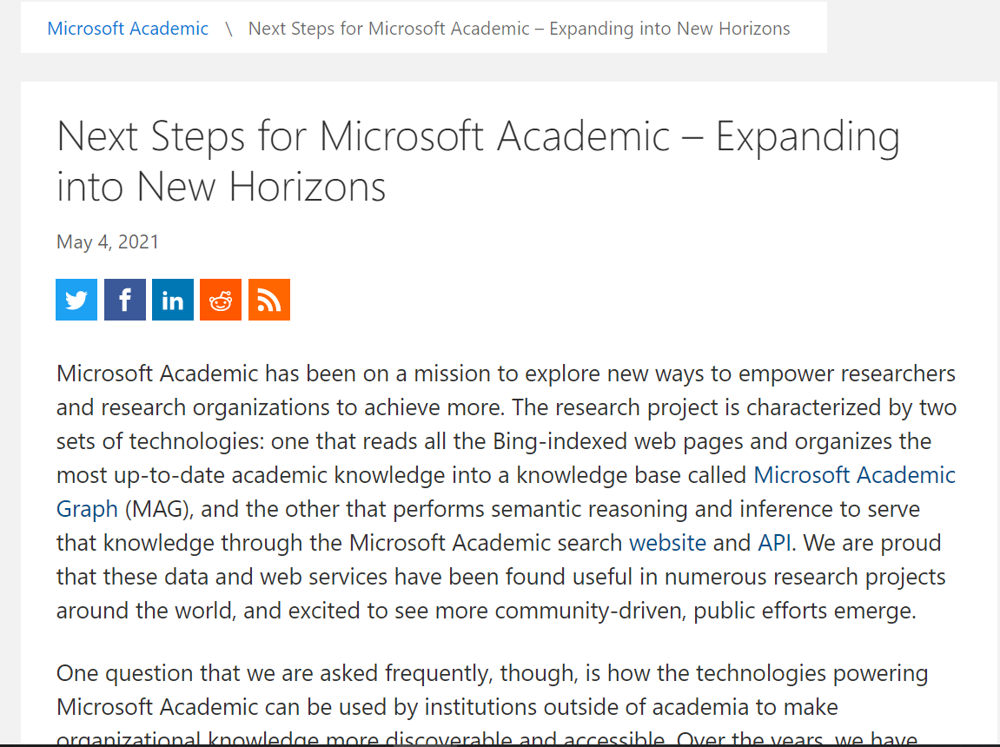 Microsoft Academic \ Next Steps for Microsoft Academic – Expanding into New Horizons
Next Steps for Microsoft Academic – Expanding
into New Horizons
May 4, 2021
f in
Microsoft Academic has been on a mission to explore new ways to empower researchers
and research organizations to achieve more. The research project is characterized by two
sets of technologies: one that reads all the Bing-indexed web pages and organizes the
most up-to-date academic knowledge into a knowledge base called Microsoft Academic
Graph (MAG), and the other that performs semantic reasoning and inference to serve
that knowledge through the Microsoft Academic search website and API. We are proud
that these data and web services have been found useful in numerous research projects
around the world, and excited to see more community-driven, public efforts emerge.
One question that we are asked frequently, though, is how the technologies powering
Microsoft Academic can be used by institutions outside of academia to make
organizational knowledge more discoverable and accessible. Over the years, we have